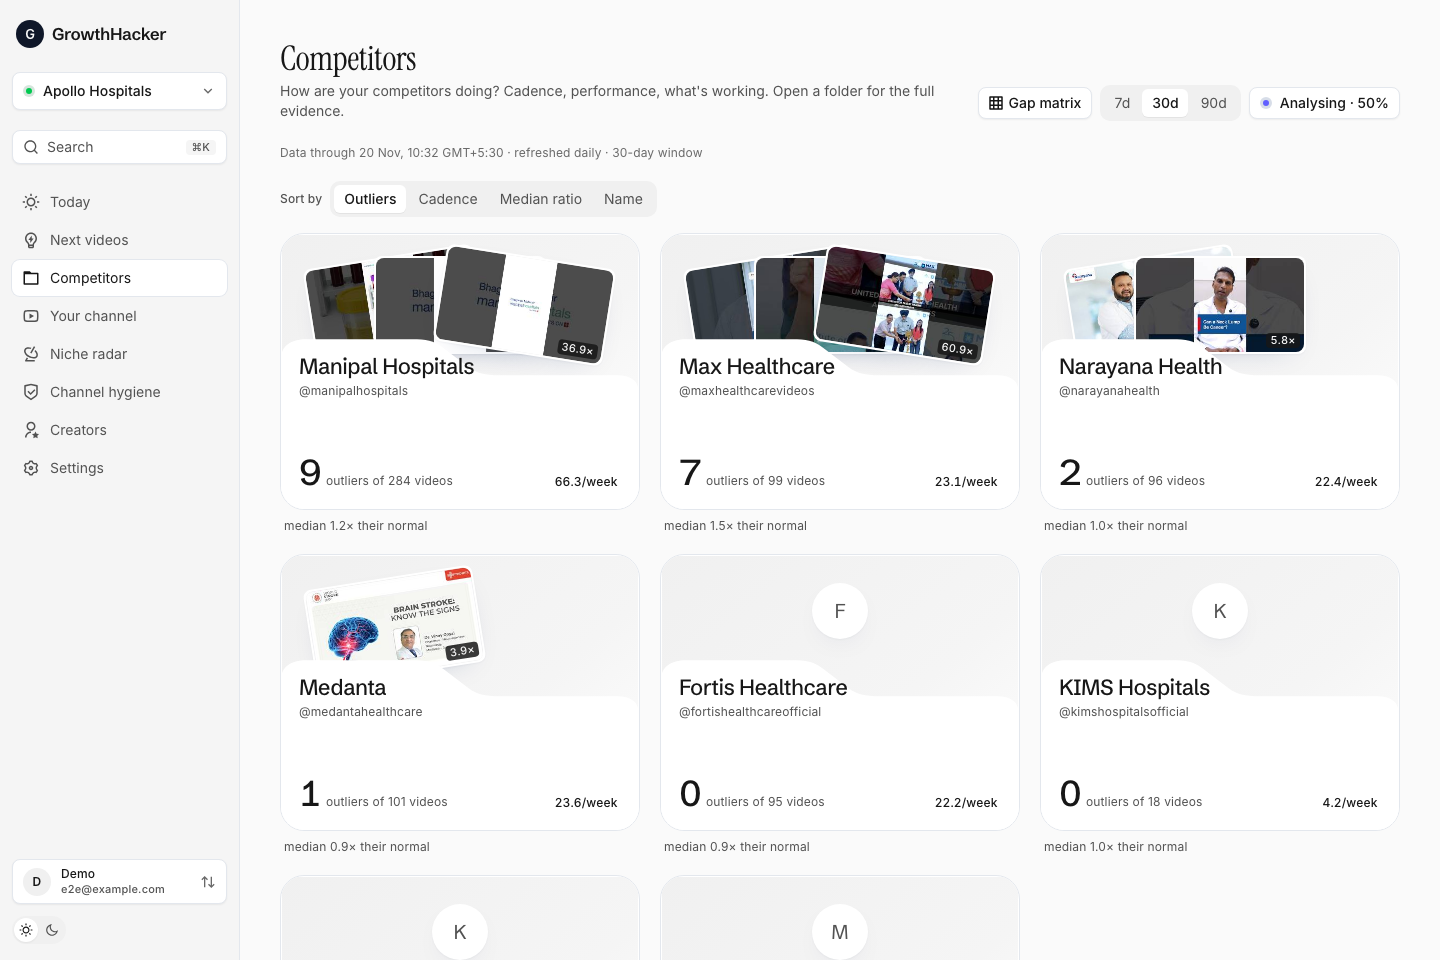 G GrowthHacker
Apollo Hospitals
Search ⌘K
Today
Next videos
Competitors
Your channel
Niche radar
Channel hygiene
Creators
Settings
D
Demo
e2e@example.com
Competitors
How are your competitors doing? Cadence, performance, what's working. Open a folder for the full
evidence.
Gap matrix
7d 30d 90d
Analysing · 50%
Data through 20 Nov, 10:32 GMT+5:30 · refreshed daily · 30-day window
Sort by Outliers Cadence Median ratio Name
36.9×
Manipal Hospitals
@manipalhospitals
9 outliers of 284 videos 66.3/week
median 1.2× their normal
60.9×
Max Healthcare
@maxhealthcarevideos
7 outliers of 99 videos 23.1/week
median 1.5× their normal
Can a Neck Lump
Be Cancer?
5.8×
Narayana Health
@narayanahealth
2 outliers of 96 videos 22.4/week
median 1.0× their normal
BRAIN STROKE:
KNOW THE SIGNS
3.9×
Medanta
@medantahealthcare
1 outliers of 101 videos 23.6/week
median 0.9× their normal
F
Fortis Healthcare
@fortishealthcareofficial
0 outliers of 95 videos 22.2/week
median 0.9× their normal
K
KIMS Hospitals
@kimshospitalsofficial
0 outliers of 18 videos 4.2/week
median 1.0× their normal
K
M